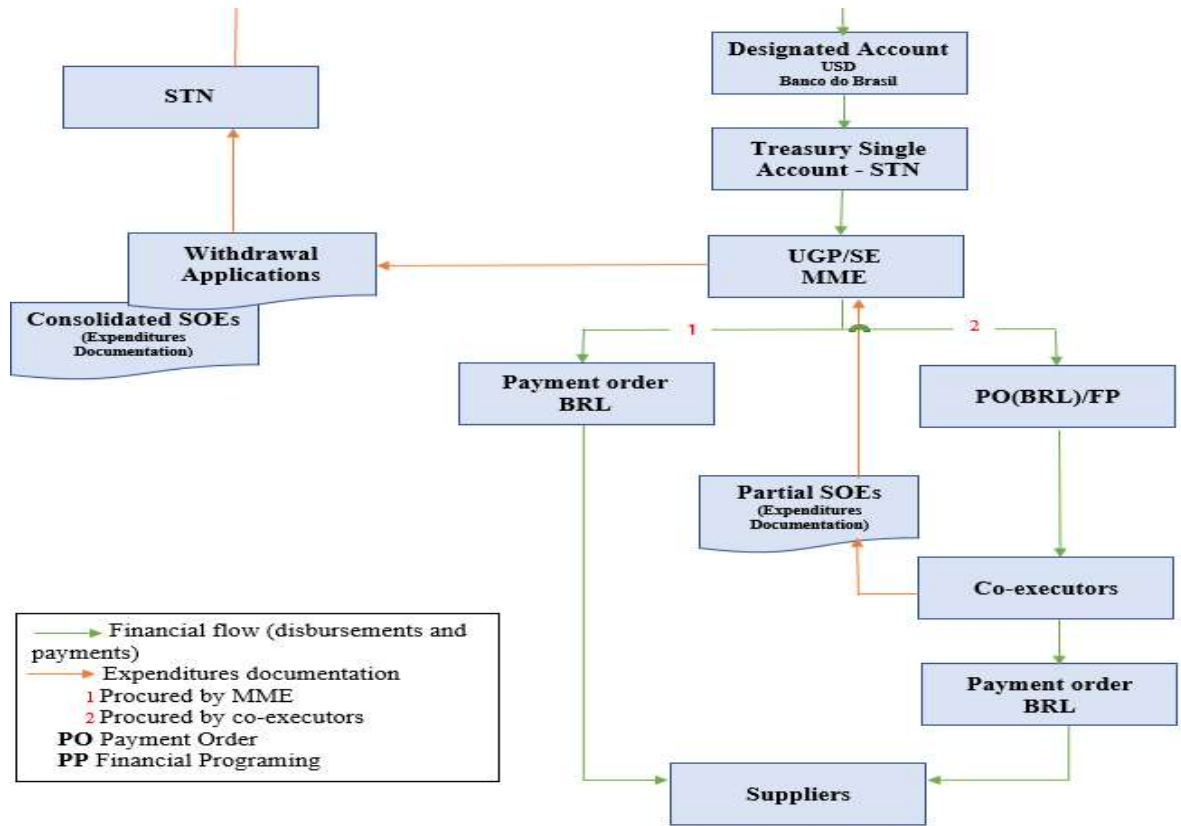 Designated Account
USD
Banco do Brasil
STN
Treasury Single
Account - STN
Withdrawal
Applications
UGP/SE
MME
Consolidated SOEs
(Expenditures
Documentation)
1
2
Payment order
BRL
PO(BRL)/FP
Partial SOEs
(Expenditures
Documentation)
Co-executors
Financial flow (disbursements and
payments)
Expenditures documentation
1 Procured by MME
2 Procured by co-executors
PO Payment Order
PP Financial Programing
Payment order
BRL
Suppliers